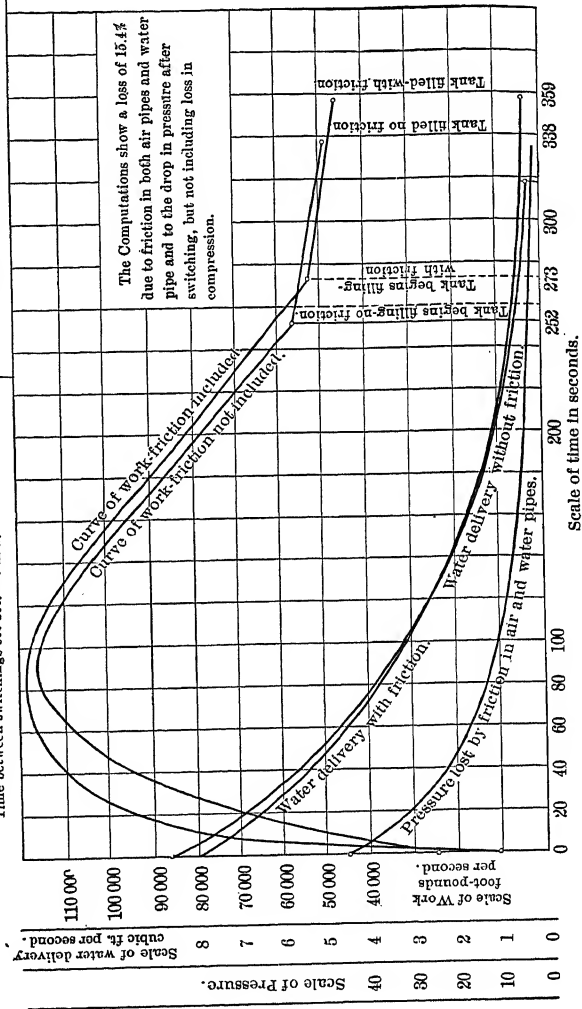 The Computations show a loss of 15.4%
due to friction in both air pipes and water
pipe and to the drop in pressure after
switching, but not including loss in
compression.
Tank filled-with friction
Tank filled no friction
Tank begins filling-
with friction
Tank begins filling-no friction.
Curve of work-friction included
Curve of work-friction not included.
Water delivery with friction.
Water delivery without friction.
Pressure lost by friction in air and water pipes.
110 000
100 000
90 000
80 000
70 000
60 000
50 000
40 000
Scale of Work
foot-pounds
per second.
Scale of water delivery
cubic ft. per second.
8
7
6
5
4
3
2
1
0
Scale of Pressure.
40
30
20
10
0
0
20
40
60
80
100
200
252
273
300
338
359
Scale of time in seconds.